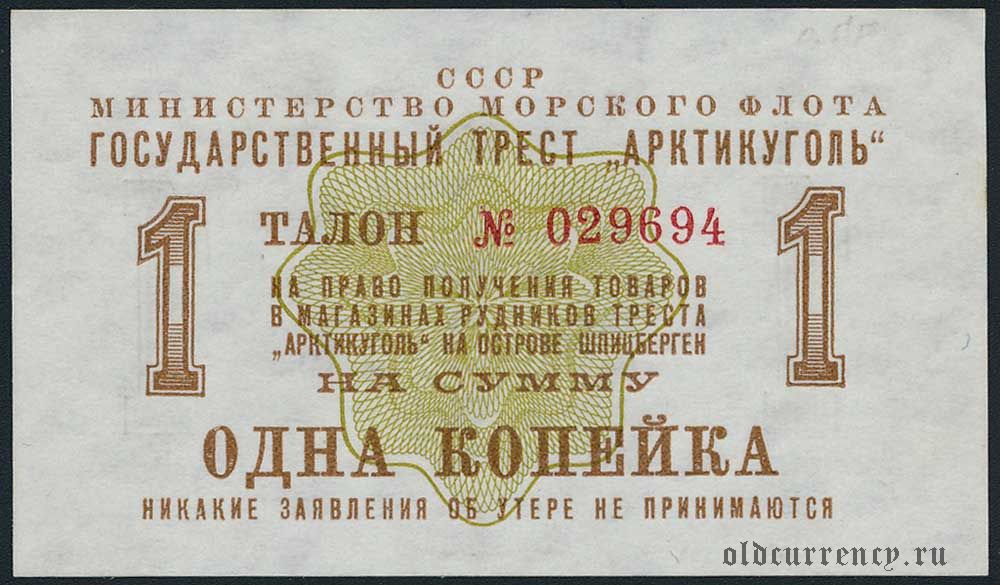 СССР
МИНИСТЕРСТВО МОРСКОГО ФЛОТА
ГОСУДАРСТВЕННЫЙ ТРЕСТ „АРКТИКУГОЛЬ“
1 ТАЛОН № 029694 1
НА ПРАВО ПОЛУЧЕНИЯ ТОВАРОВ
В МАГАЗИНАХ РУДНИКОВ ТРЕСТА
„АРКТИКУГОЛЬ“ НА ОСТРОВЕ ШПИЦБЕРГЕН
НА СУММУ
ОДНА КОПЕЙКА
НИКАКИЕ ЗАЯВЛЕНИЯ ОБ УТЕРЕ НЕ ПРИНИМАЮТСЯ
oldcurrency.ru